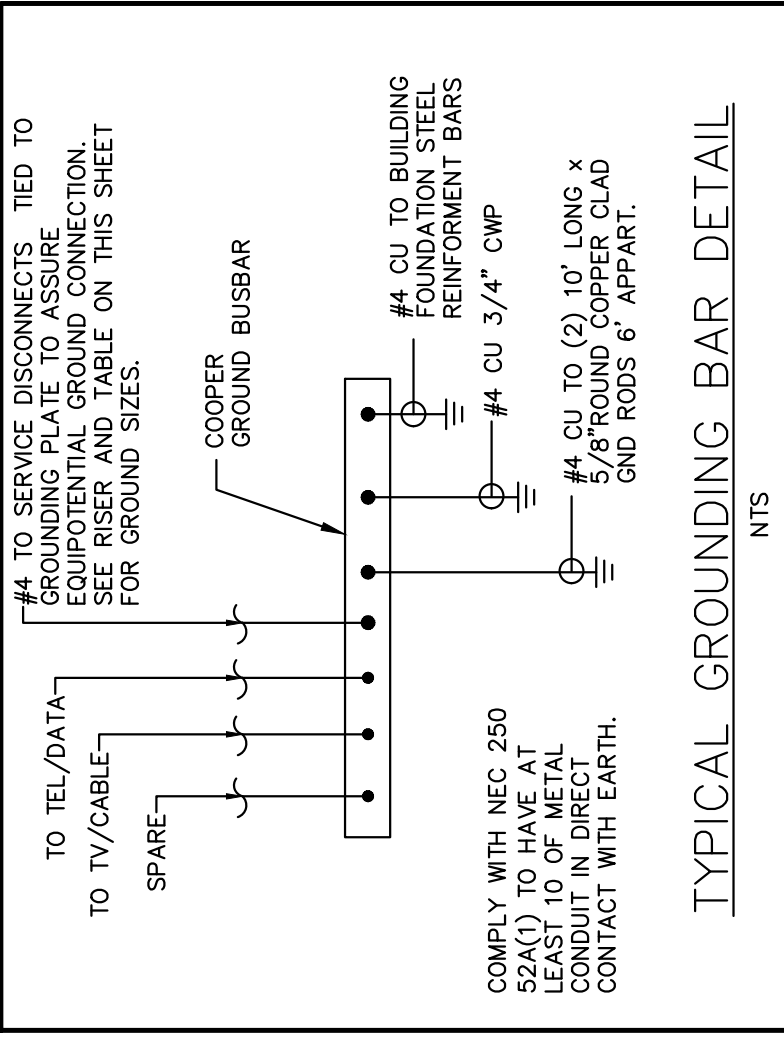 #4 TO SERVICE DISCONNECTS TIED TO
GROUNDING PLATE TO ASSURE
EQUIPOTENTIAL GROUND CONNECTION.
SEE RISER AND TABLE ON THIS SHEET
FOR GROUND SIZES.
TO TEL/DATA
TO TV/CABLE
SPARE
COOPER
GROUND BUSBAR
#4 CU TO BUILDING
FOUNDATION STEEL
REINFORMENT BARS
#4 CU 3/4" CWP
#4 CU TO (2) 10' LONG x
5/8"ROUND COPPER CLAD
GND RODS 6' APPART.
COMPLY WITH NEC 250
52A(1) TO HAVE AT
LEAST 10 OF METAL
CONDUIT IN DIRECT
CONTACT WITH EARTH.
TYPICAL GROUNDING BAR DETAIL
NTS